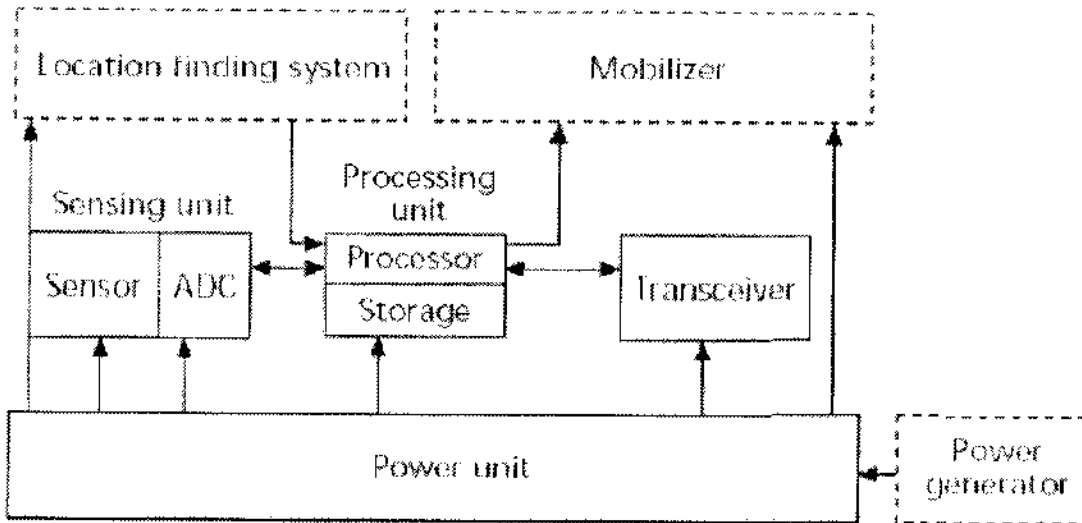 Location finding system
Mobilizer
Processing
unit
Sensing unit
Processor
Sensor
ADC
Storage
Transceiver
Power unit
Power
generator